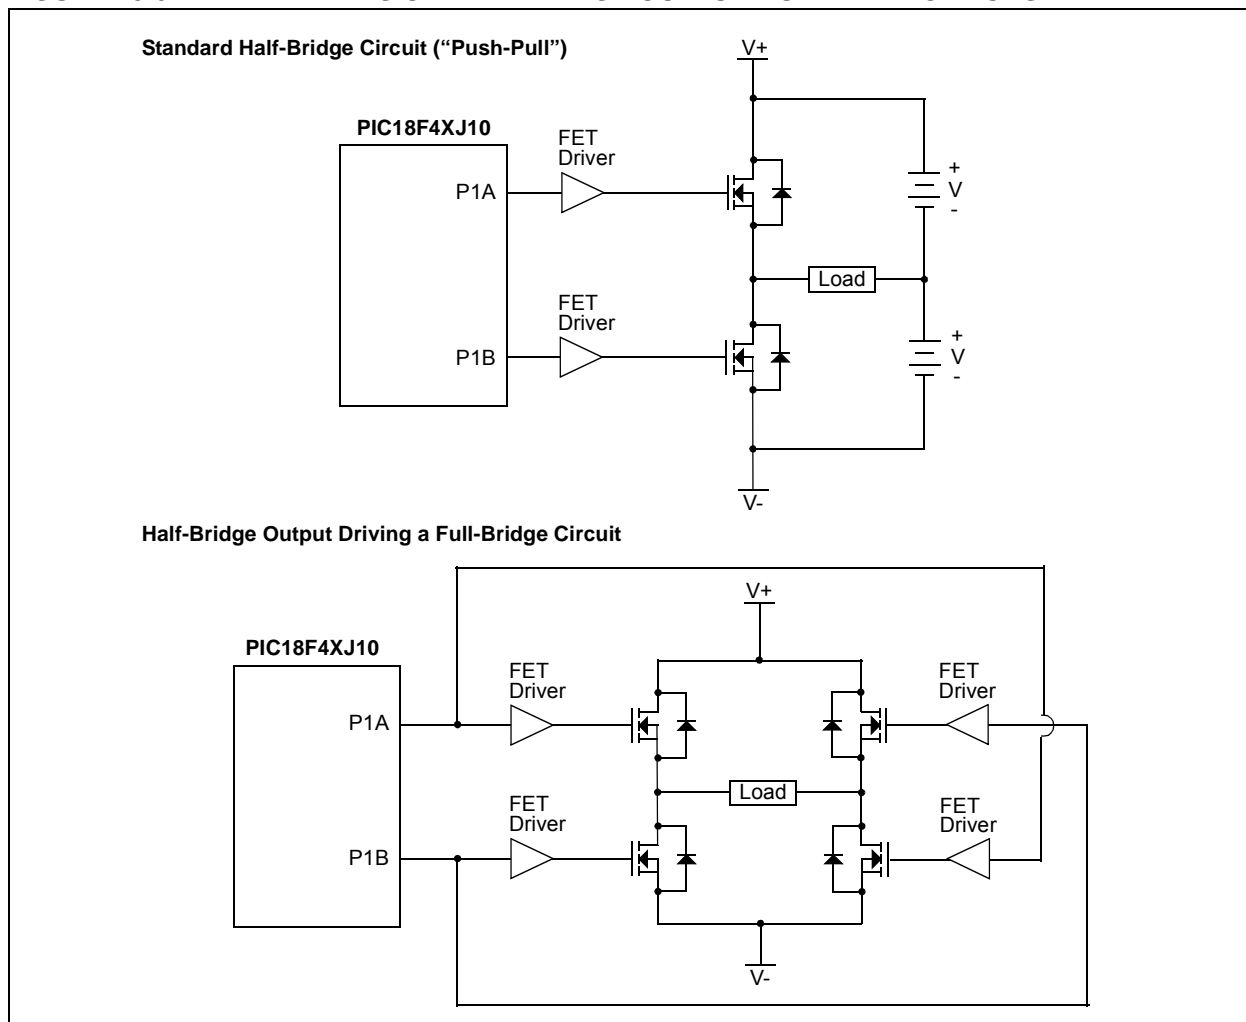 Standard Half-Bridge Circuit (“Push-Pull”)
V+
PIC18F4XJ10
FET
Driver
P1A
+
V
-
Load
FET
Driver
P1B
+
V
-
V-
Half-Bridge Output Driving a Full-Bridge Circuit
V+
PIC18F4XJ10
FET
Driver
FET
Driver
P1A
Load
FET
Driver
FET
Driver
P1B
V-